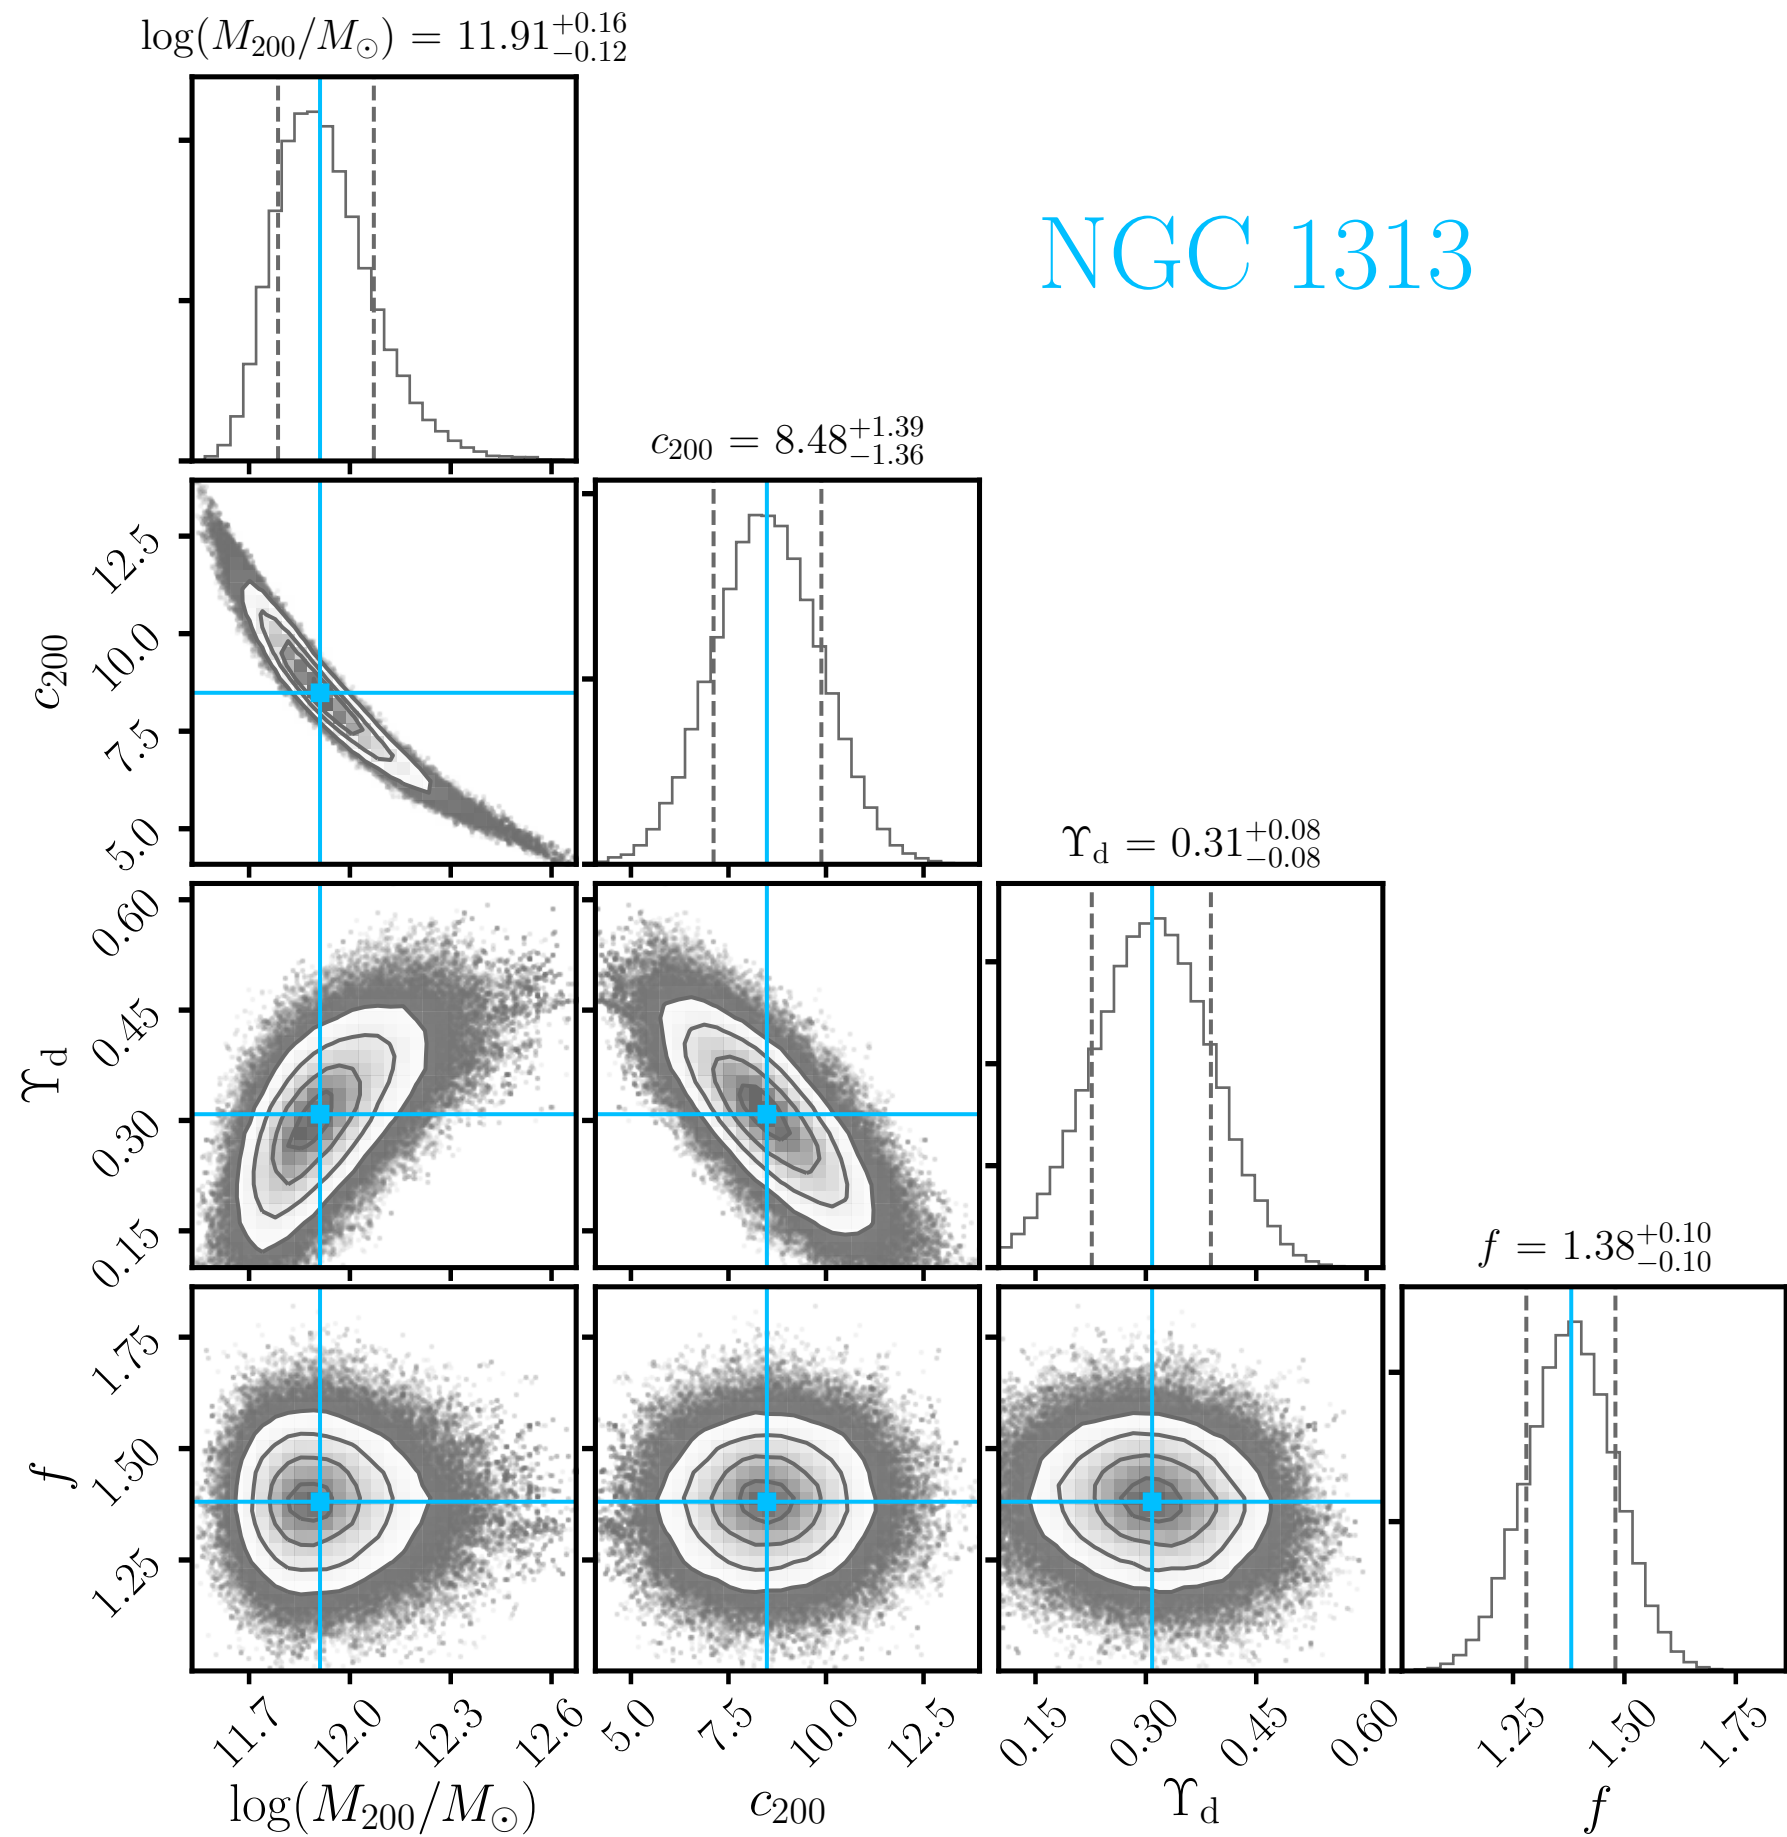 log(M₂₀₀/M⊙) = 11.91 +0.16 −0.12
NGC 1313
c₂₀₀ = 8.48 +1.39 −1.36
12.5
10.0
7.5
5.0
c₂₀₀
ϒd = 0.31 +0.08 −0.08
0.60
0.45
0.30
0.15
ϒd
f = 1.38 +0.10 −0.10
1.75
1.50
1.25
f
11.7 12.0 12.3 12.6 5.0 7.5 10.0 12.5 0.15 0.30 0.45 0.60 1.25 1.50 1.75
log(M₂₀₀/M⊙) c₂₀₀ ϒd f